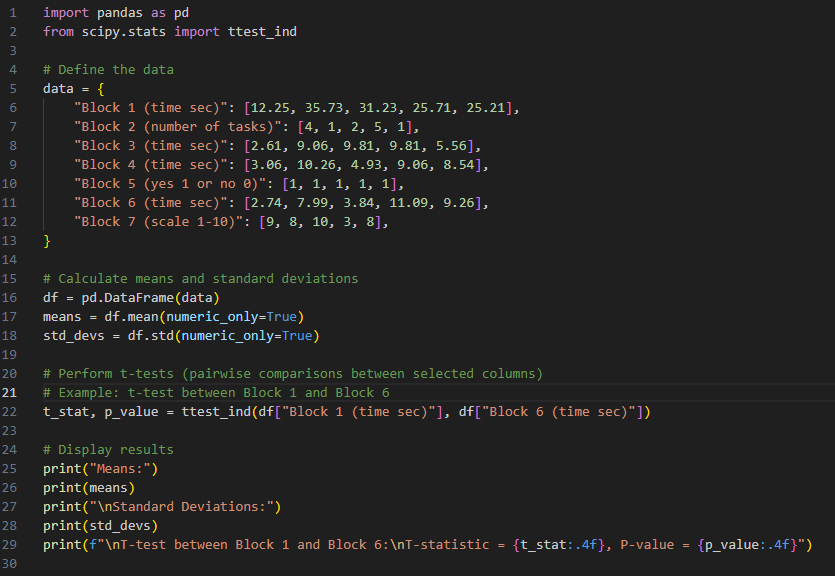 1 import pandas as pd
2 from scipy.stats import ttest_ind
3
4 # Define the data
5 data = {
6     "Block 1 (time sec)": [12.25, 35.73, 31.23, 25.71, 25.21],
7     "Block 2 (number of tasks)": [4, 1, 2, 5, 1],
8     "Block 3 (time sec)": [2.61, 9.06, 9.81, 9.81, 5.56],
9     "Block 4 (time sec)": [3.06, 10.26, 4.93, 9.06, 8.54],
10     "Block 5 (yes 1 or no 0)": [1, 1, 1, 1, 1],
11     "Block 6 (time sec)": [2.74, 7.99, 3.84, 11.09, 9.26],
12     "Block 7 (scale 1-10)": [9, 8, 10, 3, 8],
13 }
14
15 # Calculate means and standard deviations
16 df = pd.DataFrame(data)
17 means = df.mean(numeric_only=True)
18 std_devs = df.std(numeric_only=True)
19
20 # Perform t-tests (pairwise comparisons between selected columns)
21 # Example: t-test between Block 1 and Block 6
22 t_stat, p_value = ttest_ind(df["Block 1 (time sec)"], df["Block 6 (time sec)"])
23
24 # Display results
25 print("Means:")
26 print(means)
27 print("\nStandard Deviations:")
28 print(std_devs)
29 print(f"\nT-test between Block 1 and Block 6:\nT-statistic = {t_stat:.4f}, P-value = {p_value:.4f}")
30